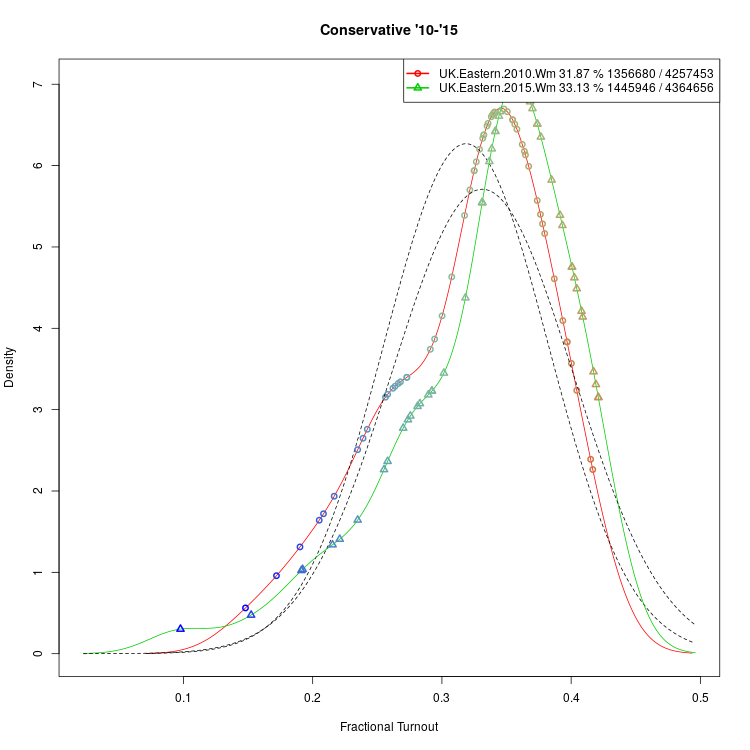 Conservative '10-'15
UK.Eastern.2010.Wm 31.87 % 1356680 / 4257453
UK.Eastern.2015.Wm 33.13 % 1445946 / 4364656
7
6
5
4
3
2
1
0
Density
0.1 0.2 0.3 0.4 0.5
Fractional Turnout